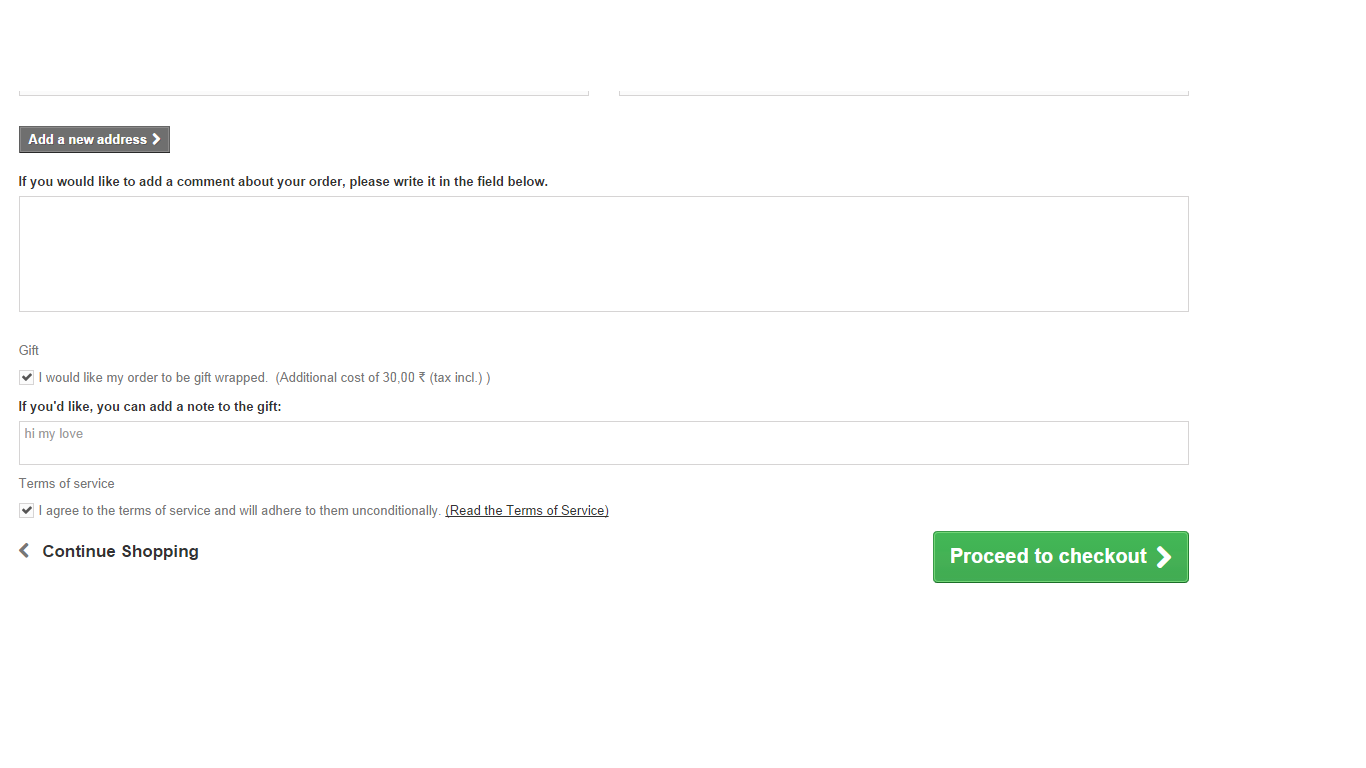 Add a new address
If you would like to add a comment about your order, please write it in the field below.
Gift
I would like my order to be gift wrapped.  (Additional cost of 30,00 ₹ (tax incl.) )
If you'd like, you can add a note to the gift:
hi my love
Terms of service
I agree to the terms of service and will adhere to them unconditionally. (Read the Terms of Service)
Continue Shopping
Proceed to checkout